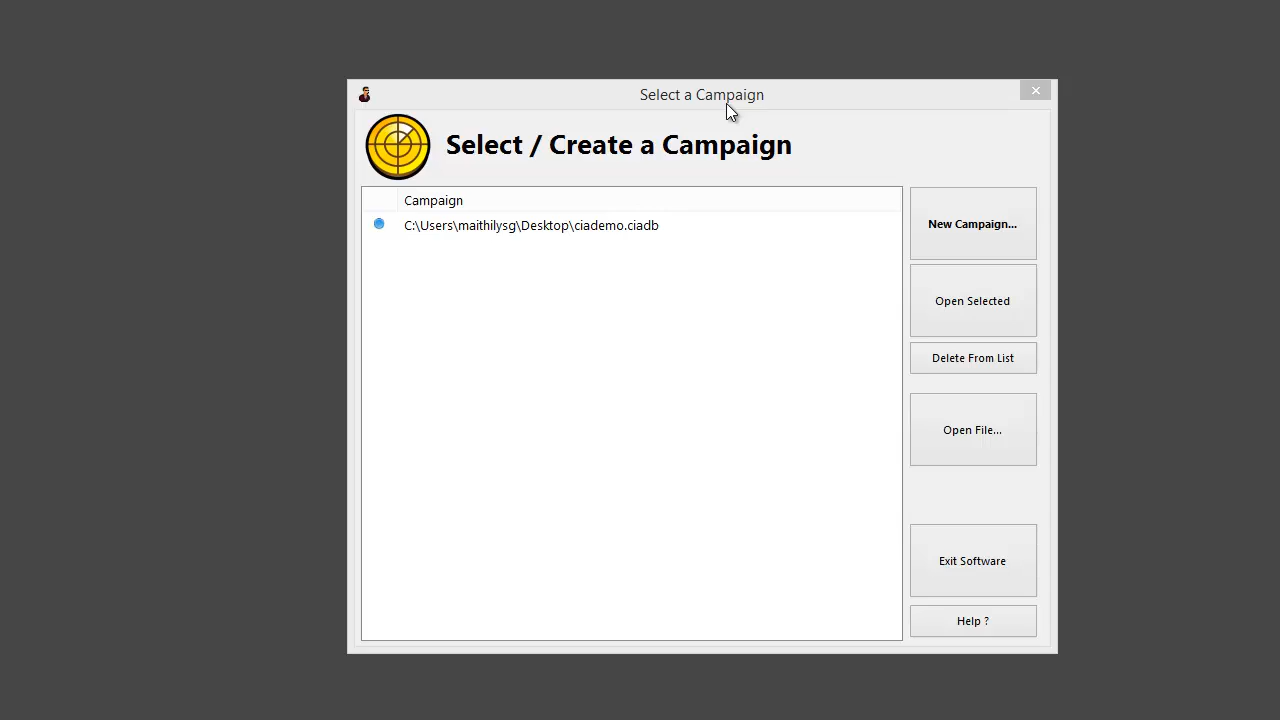 Select a Campaign
Select / Create a Campaign
Campaign
C:\Users\maithilysg\Desktop\ciademo.ciadb
New Campaign...
Open Selected
Delete From List
Open File...
Exit Software
Help ?